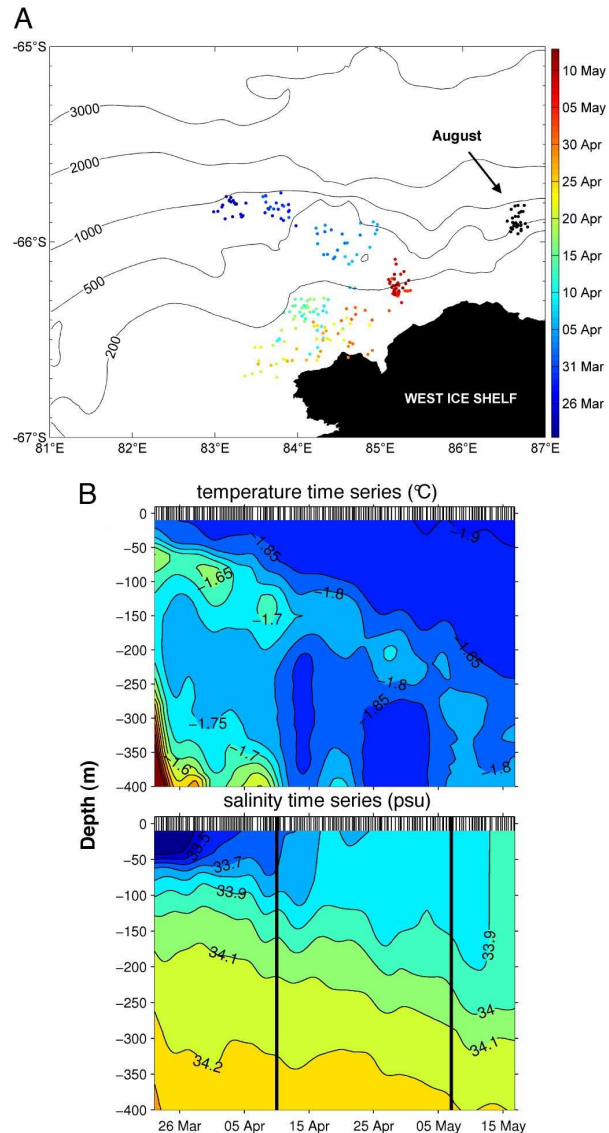 A
-65°S
-66°S
-67°S
81°E 82°E 83°E 84°E 85°E 86°E 87°E
3000
2000
1000
500
200
August
WEST ICE SHELF
10 May
05 May
30 Apr
25 Apr
20 Apr
15 Apr
10 Apr
05 Apr
31 Mar
26 Mar
B
temperature time series (°C)
0
−50
−100
−150
−200
−250
−300
−350
−400
−1.9
−1.85
−1.65
−1.8
−1.7
−1.85
−1.8
−1.85
−1.75
−1.7
−1.6
−1.8
Depth (m)
salinity time series (psu)
0
−50
−100
−150
−200
−250
−300
−350
−400
33.5
33.7
33.9
33.9
34.1
34
34.1
34.2
26 Mar 05 Apr 15 Apr 25 Apr 05 May 15 May